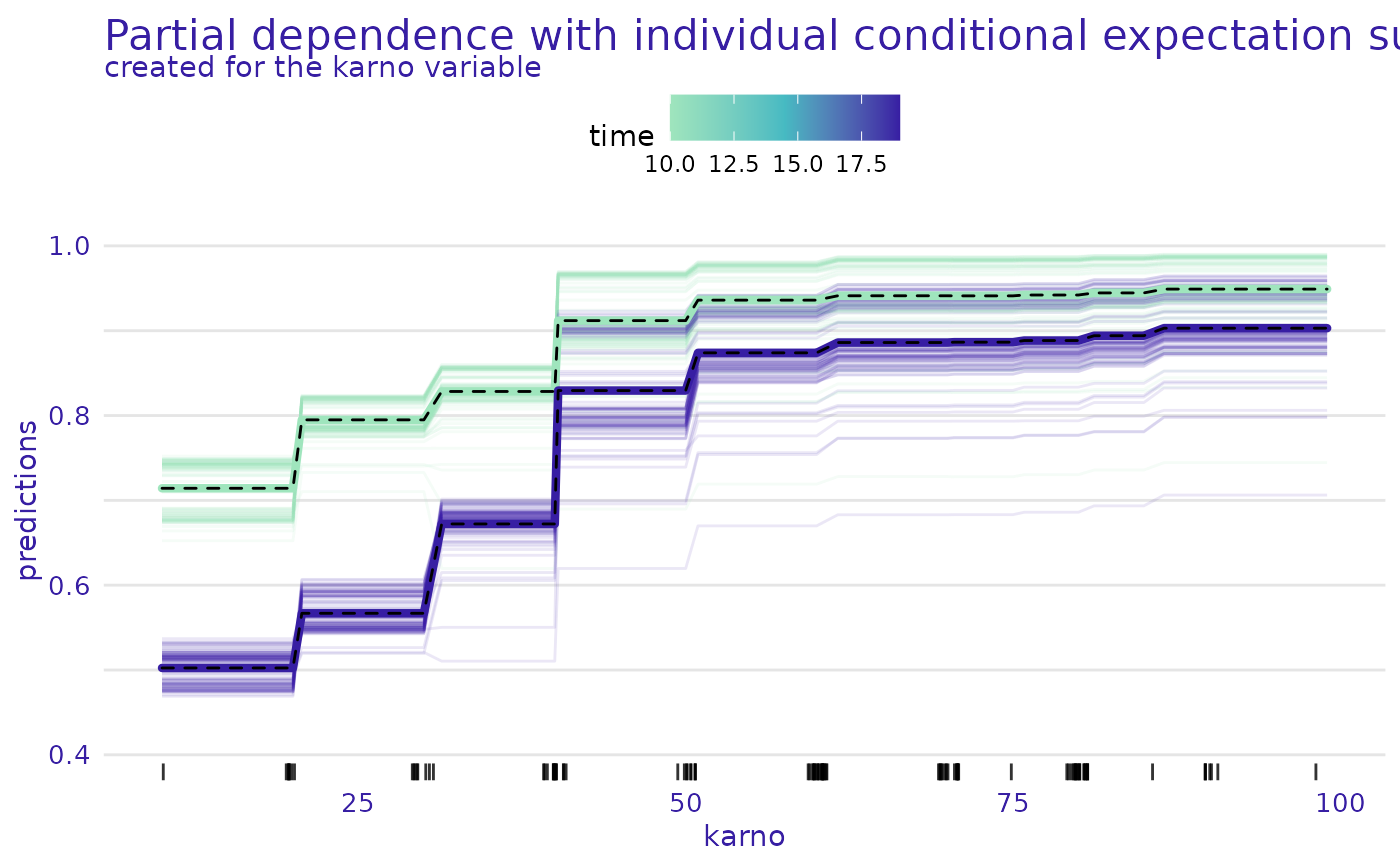 Partial dependence with individual conditional expectation su
created for the karno variable
time
10.0 12.5 15.0 17.5
1.0
0.8
0.6
0.4
predictions
25 50 75 100
karno